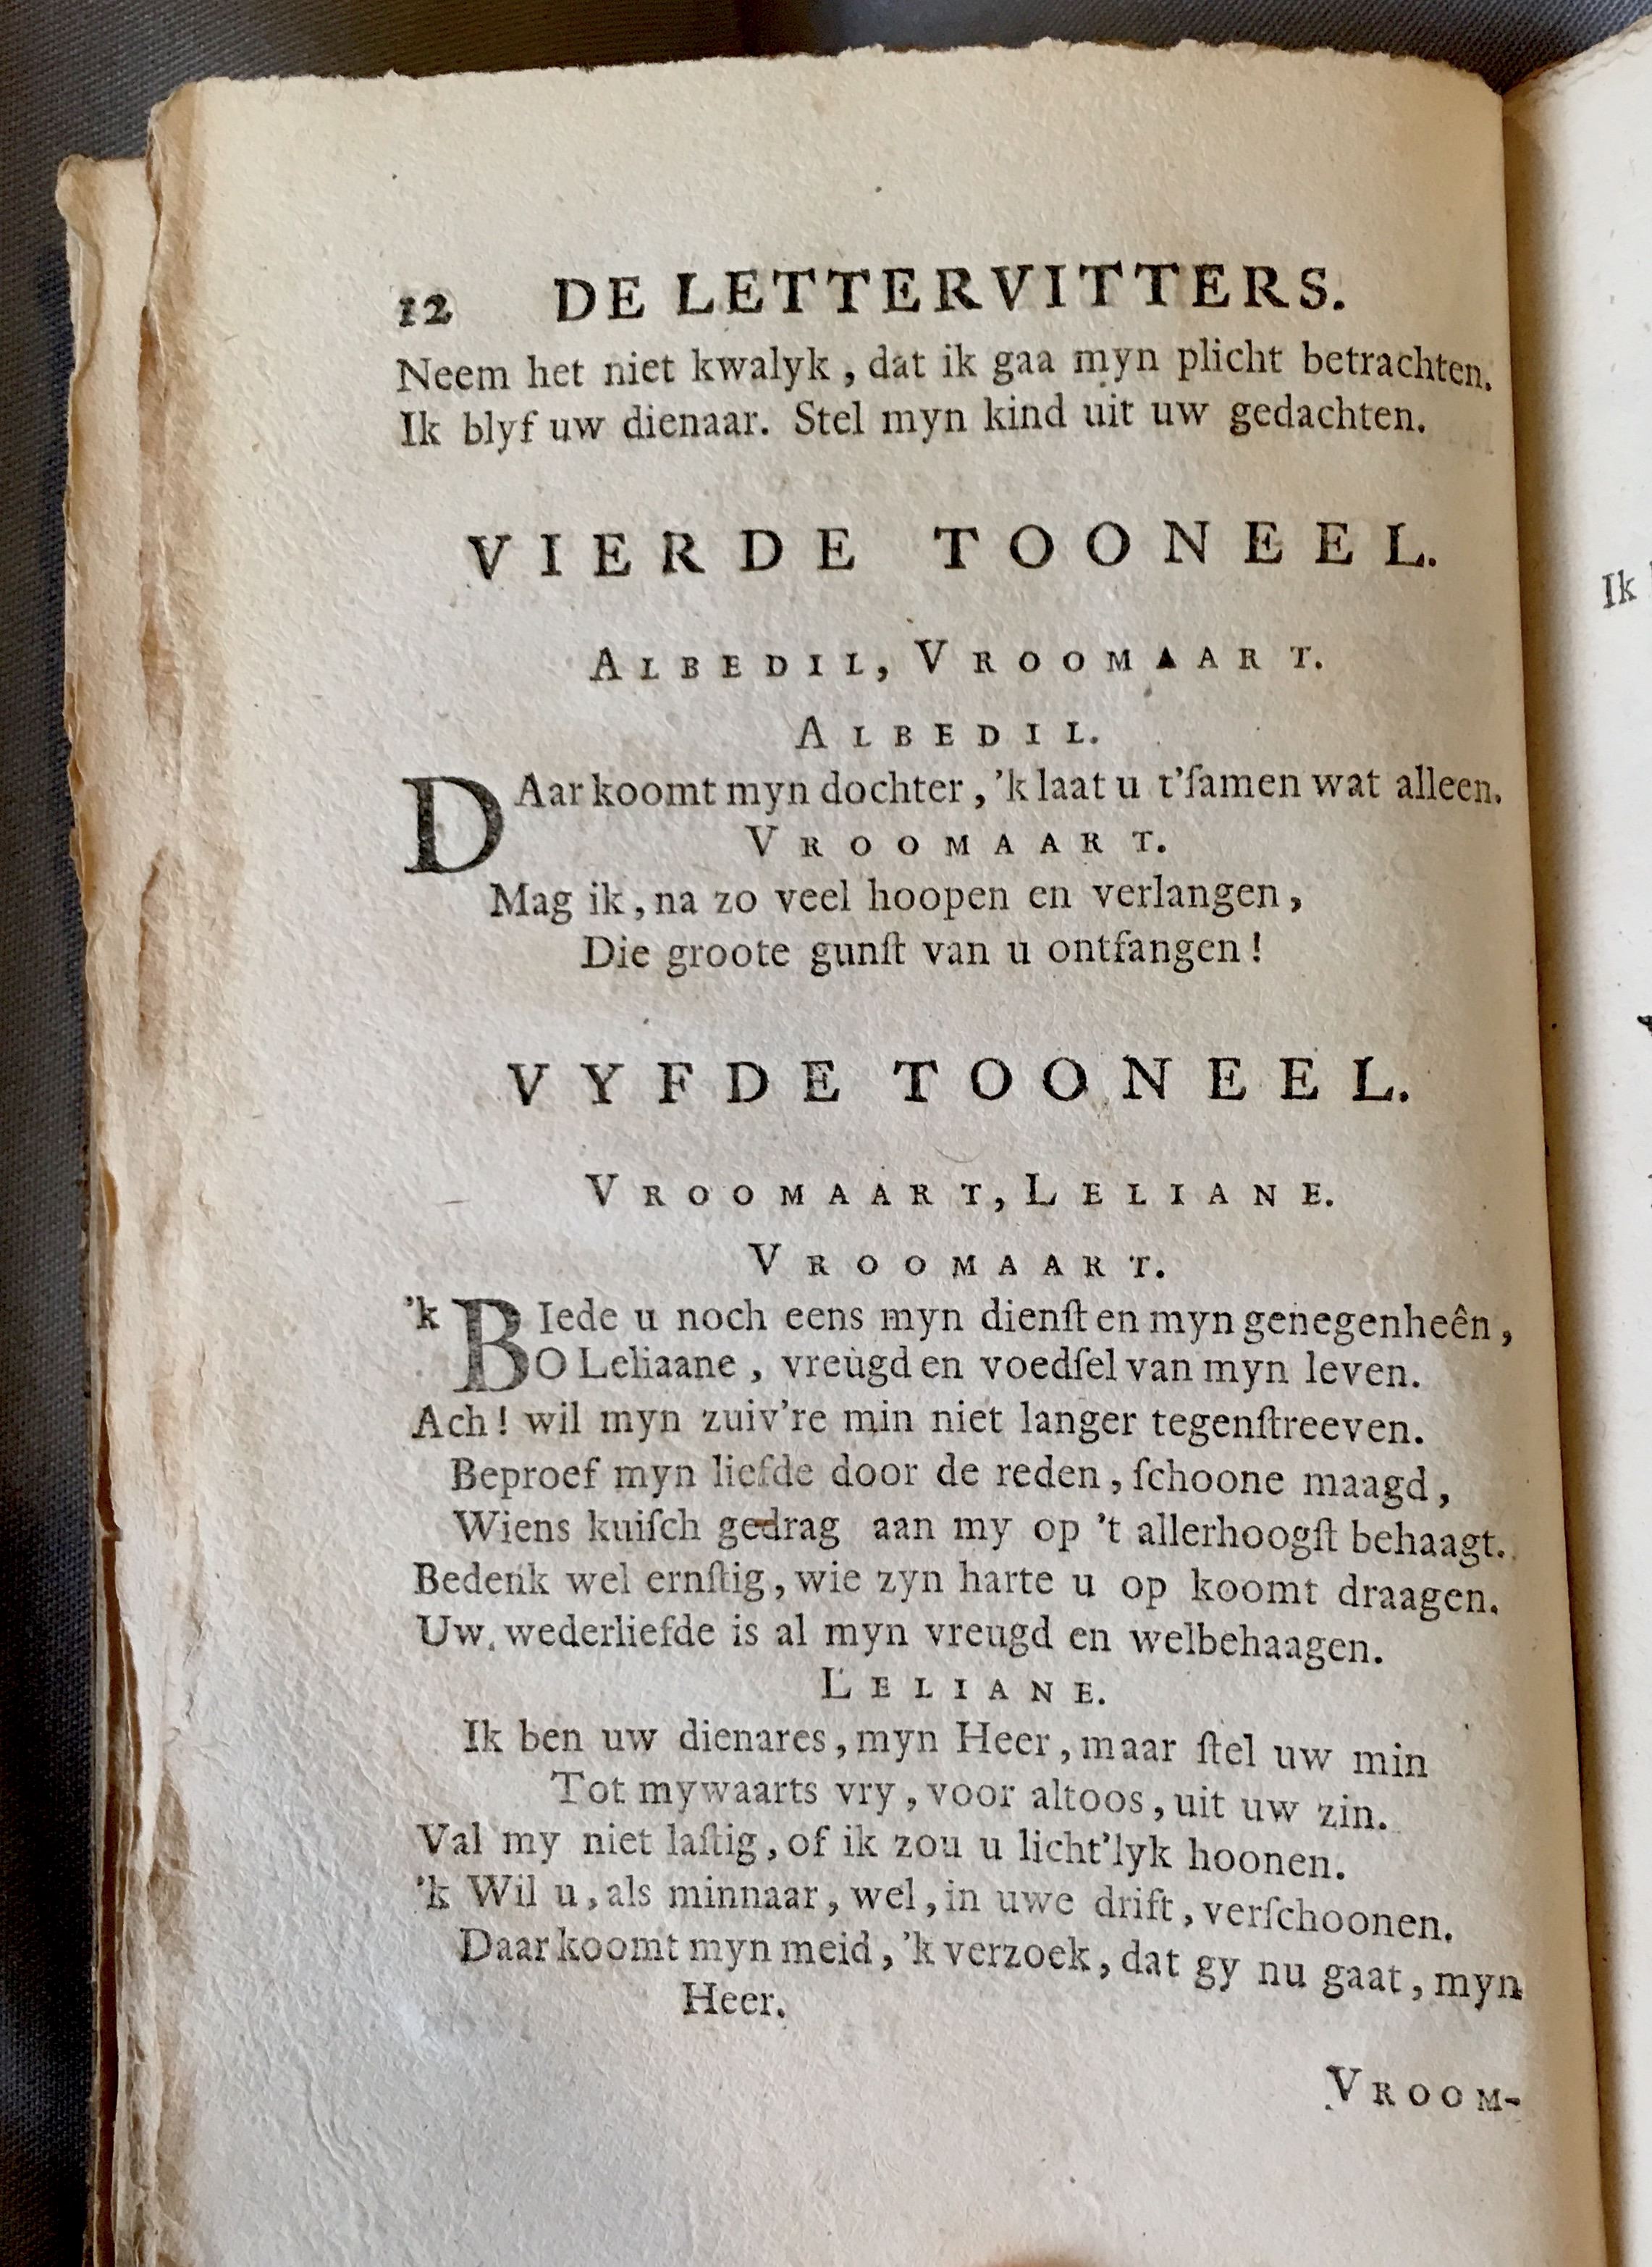 12 DE LETTERVITTERS.
Neem het niet kwalyk, dat ik gaa myn plicht betrachten.
Ik blyf uw dienaar. Stel myn kind uit uw gedachten.
VIERDE TOONEEL.
ALBEDIL, VROOMAART.
ALBEDIL.
DAar koomt myn dochter, 'k laat u t'ſamen wat alleen.
VROOMAART.
Mag ik, na zo veel hoopen en verlangen,
Die groote gunſt van u ontfangen!
VYFDE TOONEEL.
VROOMAART, LELIANE.
VROOMAART.
'k BIede u noch eens myn dienſt en myn genegenheên,
O Leliaane, vreugd en voedſel van myn leven.
Ach! wil myn zuiv're min niet langer tegenſtreeven.
Beproef myn liefde door de reden, ſchoone maagd,
Wiens kuiſch gedrag aan my op 't allerhoogſt behaagt.
Bedenk wel ernſtig, wie zyn harte u op koomt draagen.
Uw wederliefde is al myn vreugd en welbehaagen.
LELIANE.
Ik ben uw dienares, myn Heer, maar ſtel uw min
Tot mywaarts vry, voor altoos, uit uw zin.
Val my niet laſtig, of ik zou u licht'lyk hoonen.
'k Wil u, als minnaar, wel, in uwe drift, verſchoonen.
Daar koomt myn meid, 'k verzoek, dat gy nu gaat, myn
Heer.
VROOM-
Ik